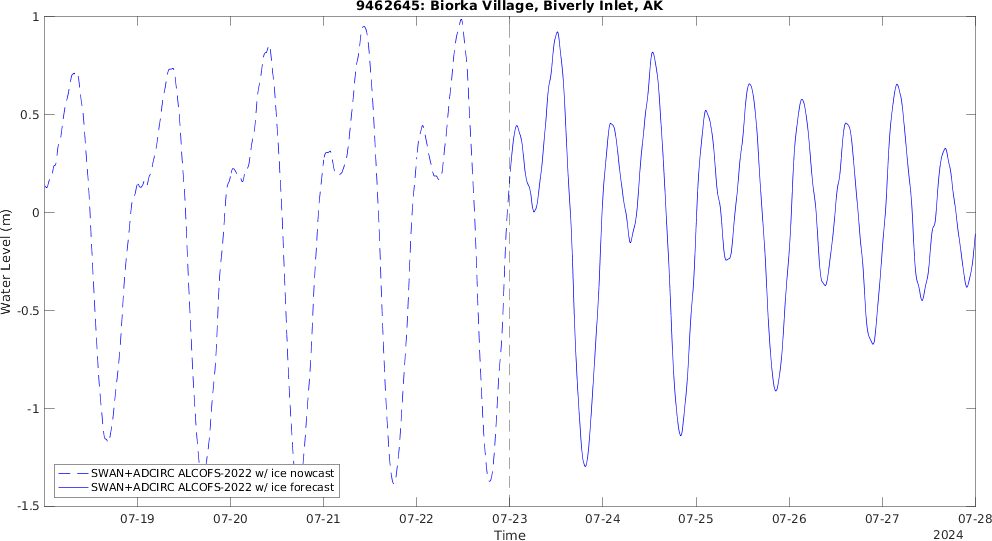 9462645: Biorka Village, Biverly Inlet, AK
Water Level (m)
1
0.5
0
-0.5
-1
-1.5
SWAN+ADCIRC ALCOFS-2022 w/ ice nowcast
SWAN+ADCIRC ALCOFS-2022 w/ ice forecast
07-19 07-20 07-21 07-22 07-23 07-24 07-25 07-26 07-27 07-28
Time
2024